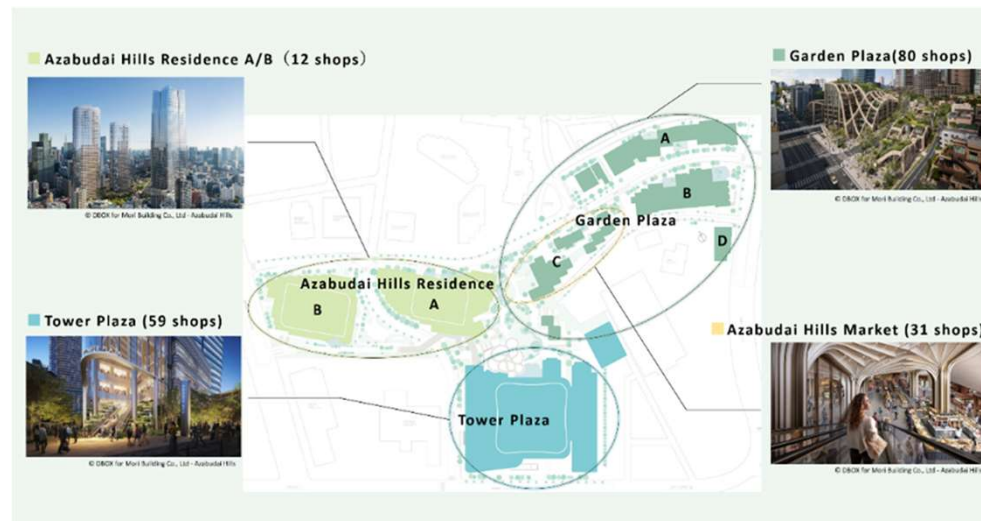 Azabudai Hills Residence A/B（12 shops）
© DBOX for Mori Building Co., Ltd - Azabudai Hills
Garden Plaza(80 shops)
© DBOX for Mori Building Co., Ltd - Azabudai Hills
A
B
Garden Plaza
D
C
Azabudai Hills Residence
B
A
Tower Plaza (59 shops)
© DBOX for Mori Building Co., Ltd - Azabudai Hills
Azabudai Hills Market (31 shops)
© DBOX for Mori Building Co., Ltd - Azabudai Hills
Tower Plaza